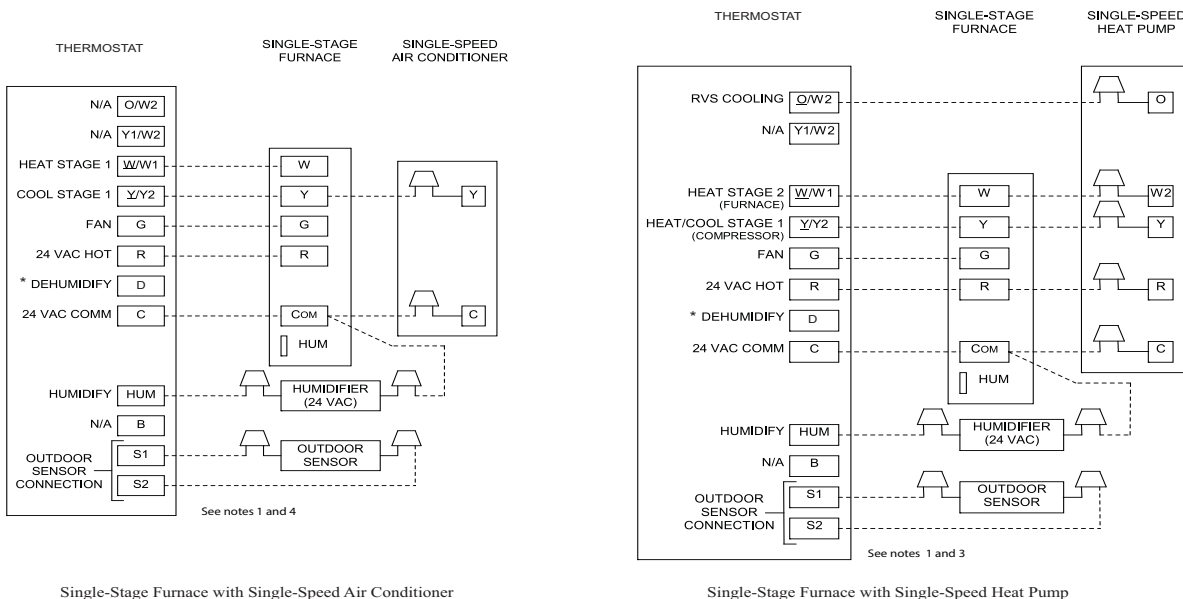 THERMOSTAT
SINGLE-STAGE
FURNACE
SINGLE-SPEED
AIR CONDITIONER
N/A O/W2
N/A Y1/W2
HEAT STAGE 1 W/W1 W
COOL STAGE 1 Y/Y2 Y Y
FAN G G
24 VAC HOT R R
* DEHUMIDIFY D
24 VAC COMM C COM C
HUM
HUMIDIFY HUM HUMIDIFIER
(24 VAC)
N/A B
OUTDOOR
SENSOR
CONNECTION
S1
S2
OUTDOOR
SENSOR
See notes 1 and 4
Single-Stage Furnace with Single-Speed Air Conditioner
THERMOSTAT
SINGLE-STAGE
FURNACE
SINGLE-SPEED
HEAT PUMP
RVS COOLING O/W2 O
N/A Y1/W2
HEAT STAGE 2 W/W1 W W2
(FURNACE)
HEAT/COOL STAGE 1 Y/Y2 Y Y
(COMPRESSOR)
FAN G G
24 VAC HOT R R R
* DEHUMIDIFY D
24 VAC COMM C COM C
HUM
HUMIDIFY HUM HUMIDIFIER
(24 VAC)
N/A B
OUTDOOR
SENSOR
CONNECTION
S1
S2
OUTDOOR
SENSOR
See notes 1 and 3
Single-Stage Furnace with Single-Speed Heat Pump